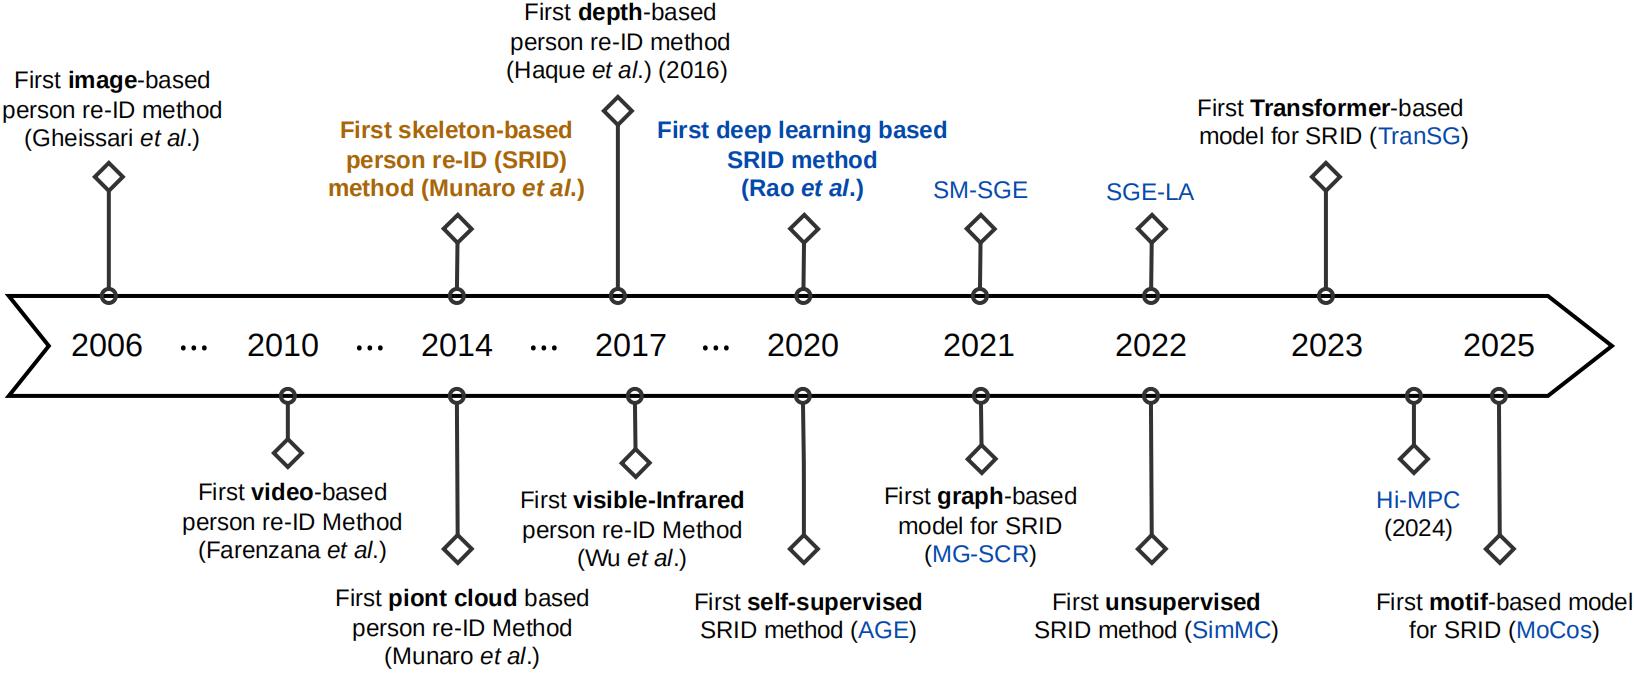 First image-based
person re-ID method
(Gheissari et al.)
First skeleton-based
person re-ID (SRID)
method (Munaro et al.)
First depth-based
person re-ID method
(Haque et al.) (2016)
First deep learning based
SRID method
(Rao et al.)
SM-SGE
SGE-LA
First Transformer-based
model for SRID (TranSG)
2006 ... 2010 ... 2014 ... 2017 ... 2020 2021 2022 2023 2025
First video-based
person re-ID Method
(Farenzana et al.)
First piont cloud based
person re-ID Method
(Munaro et al.)
First visible-Infrared
person re-ID Method
(Wu et al.)
First self-supervised
SRID method (AGE)
First graph-based
model for SRID
(MG-SCR)
First unsupervised
SRID method (SimMC)
Hi-MPC
(2024)
First motif-based model
for SRID (MoCos)